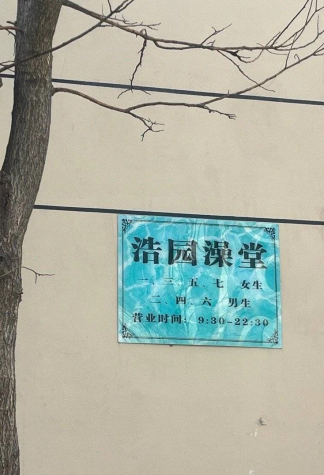 浩园澡堂
一、三、五、七 女生
二、四、六 男生
营业时间: 9:30-22:30